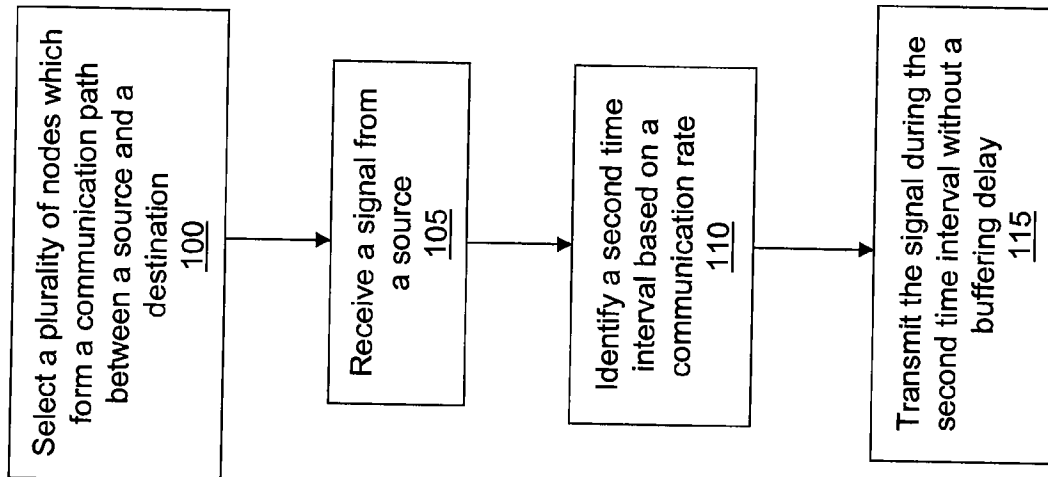 Select a plurality of nodes which
form a communication path
between a source and a
destination
100
Receive a signal from
a source
105
Identify a second time
interval based on a
communication rate
110
Transmit the signal during the
second time interval without a
buffering delay
115